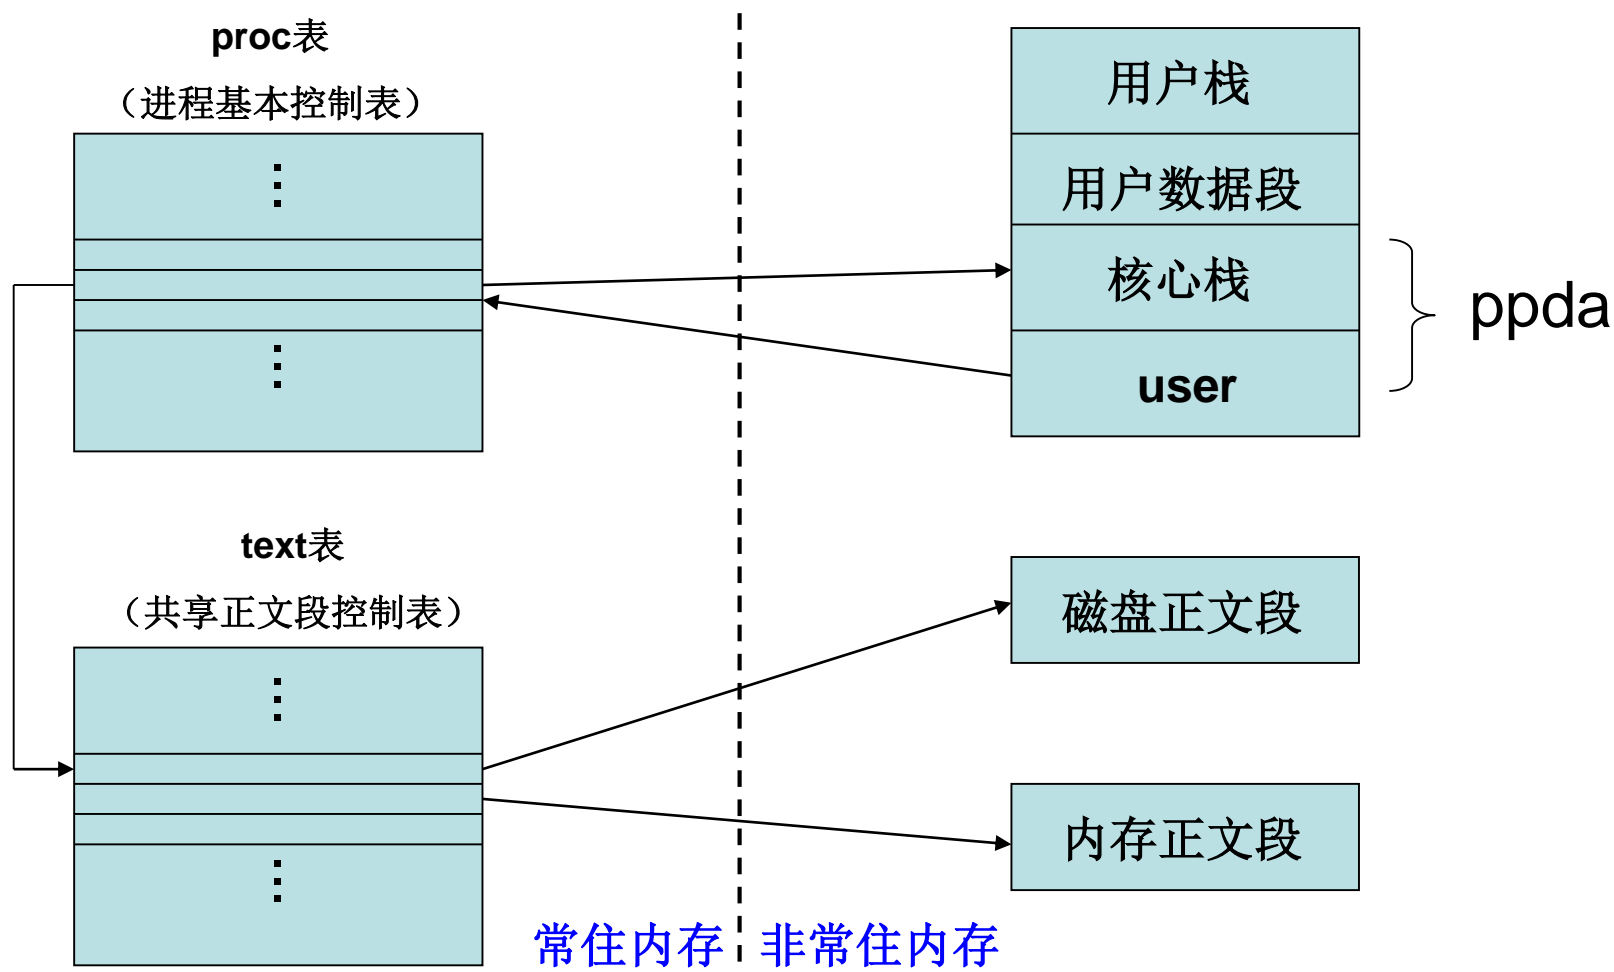 proc表
（进程基本控制表）
用户栈
用户数据段
核心栈
user
ppda
text表
（共享正文段控制表）
磁盘正文段
内存正文段
常住内存
非常住内存